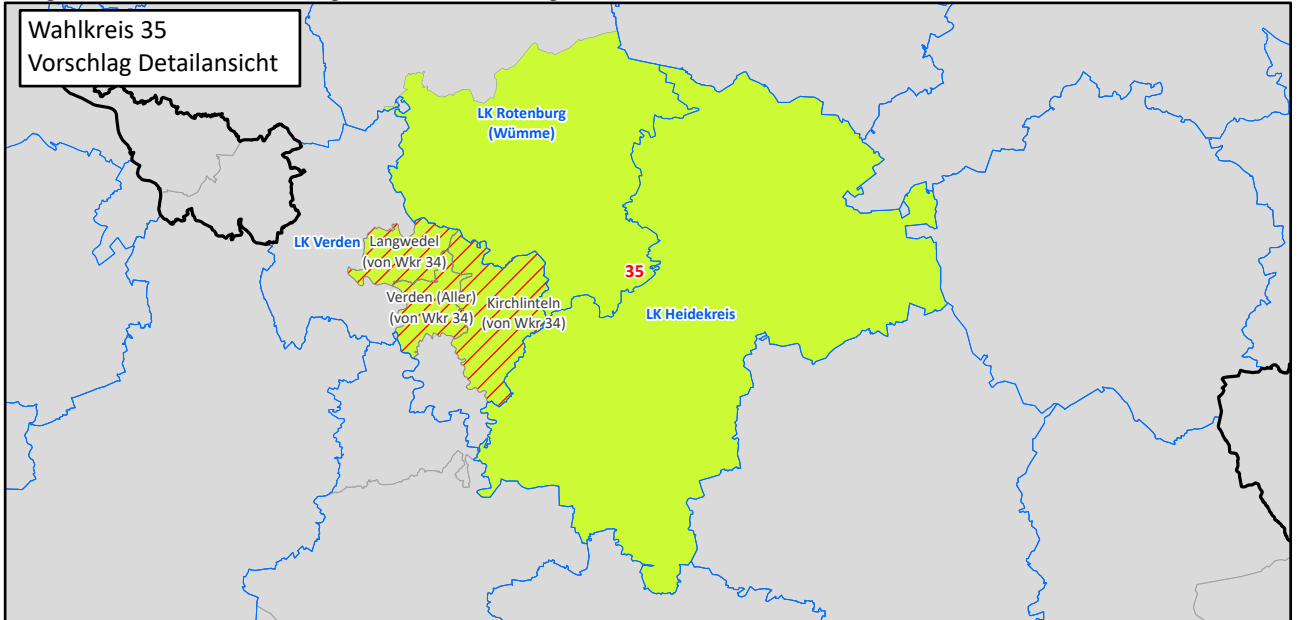 Wahlkreis 35
Vorschlag Detailansicht
LK Rotenburg
(Wümme)
LK Verden
Langwedel
(von Wkr 34)
35
Verden (Aller)
(von Wkr 34)
Kirchlinteln
(von Wkr 34)
LK Heidekreis